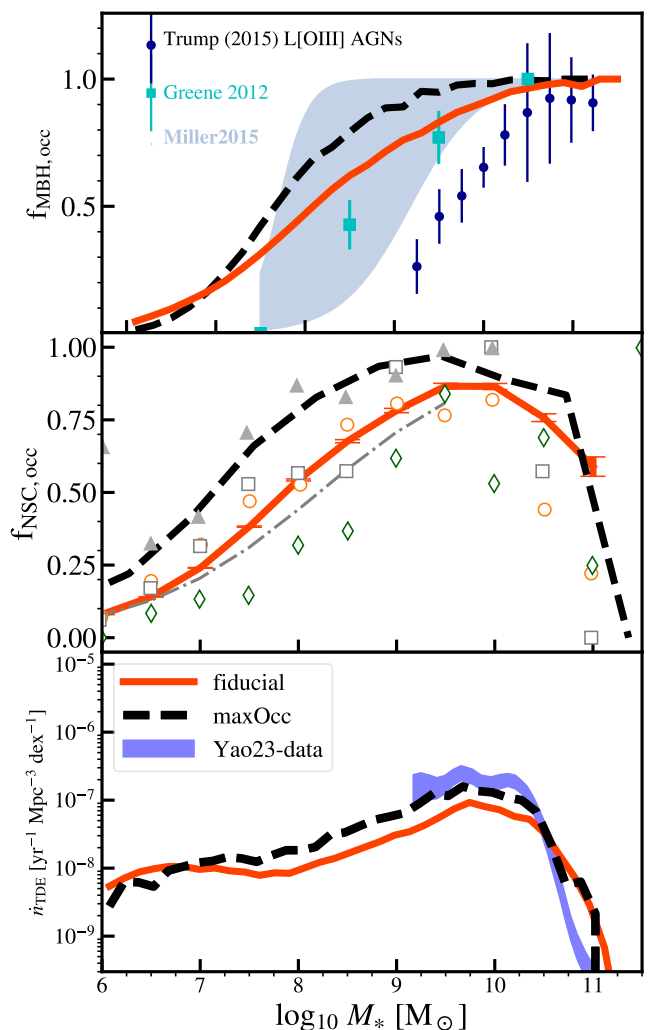 Trump (2015) L[OIII] AGNs
Greene 2012
Miller2015
1.0
0.5
f_MBH,occ
1.00
0.75
0.50
0.25
0.00
f_NSC,occ
10⁻⁵
10⁻⁶
10⁻⁷
10⁻⁸
10⁻⁹
ṅ_TDE [yr⁻¹ Mpc⁻³ dex⁻¹]
fiducial
maxOcc
Yao23-data
6 7 8 9 10 11
log₁₀ M_* [M_⊙]